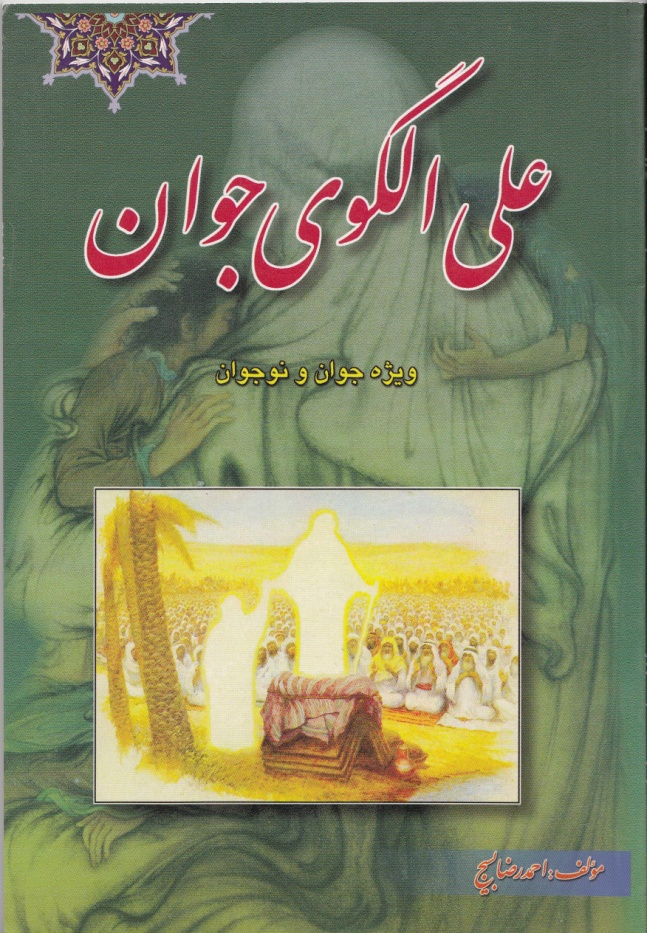 علی الگوی جوان
ویژه جوان و نوجوان
مؤلف: احمدرضا بسیج